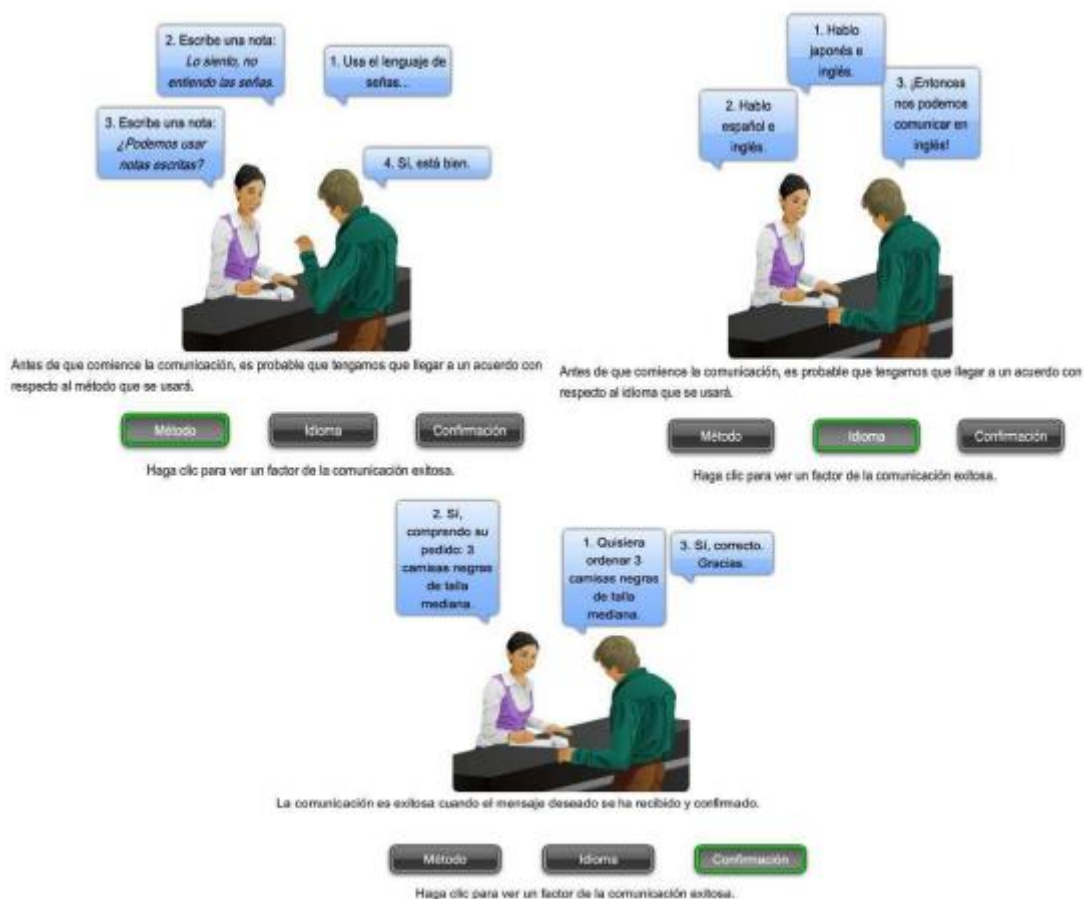 2. Escribe una nota:
Lo siento, no
entiendo las señas.
1. Usa el lenguaje de
señas...
3. Escribe una nota:
¿Podemos usar
notas escritas?
4. Sí, está bien.
Antes de que comience la comunicación, es probable que tengamos que llegar a un acuerdo con
respecto al método que se usará.
Método
Idioma
Confirmación
Haga clic para ver un factor de la comunicación exitosa.
1. Hablo
japonés e
inglés.
2. Hablo
español e
inglés.
3. ¡Entonces
nos podemos
comunicar en
inglés!
Antes de que comience la comunicación, es probable que tengamos que llegar a un acuerdo con
respecto al idioma que se usará.
Método
Idioma
Confirmación
Haga clic para ver un factor de la comunicación exitosa.
2. Sí,
comprendo su
pedido: 3
camisas negras
de talla
mediana.
1. Quisiera
ordenar 3
camisas negras
de talla
mediana.
3. Sí, correcto.
Gracias.
La comunicación es exitosa cuando el mensaje deseado se ha recibido y confirmado.
Método
Idioma
Confirmación
Haga clic para ver un factor de la comunicación exitosa.